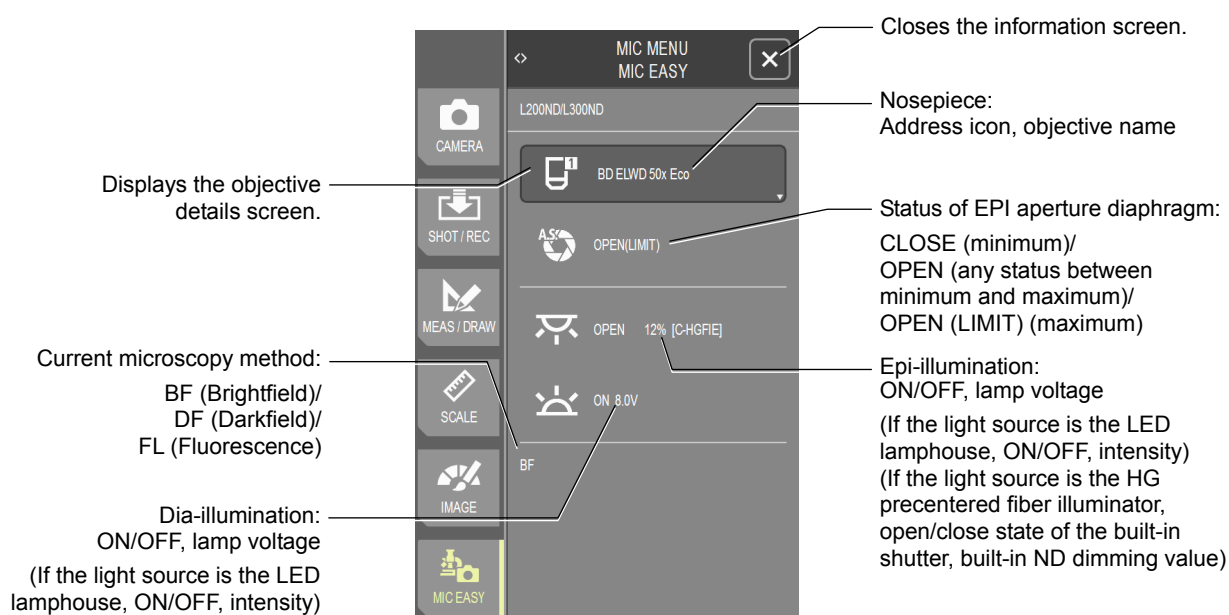 Closes the information screen.
MIC MENU
MIC EASY
L200ND/L300ND
Nosepiece:
Address icon, objective name
CAMERA
1
BD ELWD 50x Eco
Displays the objective
details screen.
SHOT / REC
A.S.
OPEN(LIMIT)
Status of EPI aperture diaphragm:
CLOSE (minimum)/
OPEN (any status between
minimum and maximum)/
OPEN (LIMIT) (maximum)
MEAS / DRAW
OPEN 12% [C-HGFIE]
Current microscopy method:
BF (Brightfield)/
DF (Darkfield)/
FL (Fluorescence)
Epi-illumination:
ON/OFF, lamp voltage
(If the light source is the LED
lamphouse, ON/OFF, intensity)
(If the light source is the HG
precentered fiber illuminator,
open/close state of the built-in
shutter, built-in ND dimming value)
SCALE
ON 8.0V
BF
IMAGE
Dia-illumination:
ON/OFF, lamp voltage
(If the light source is the LED
lamphouse, ON/OFF, intensity)
MIC EASY